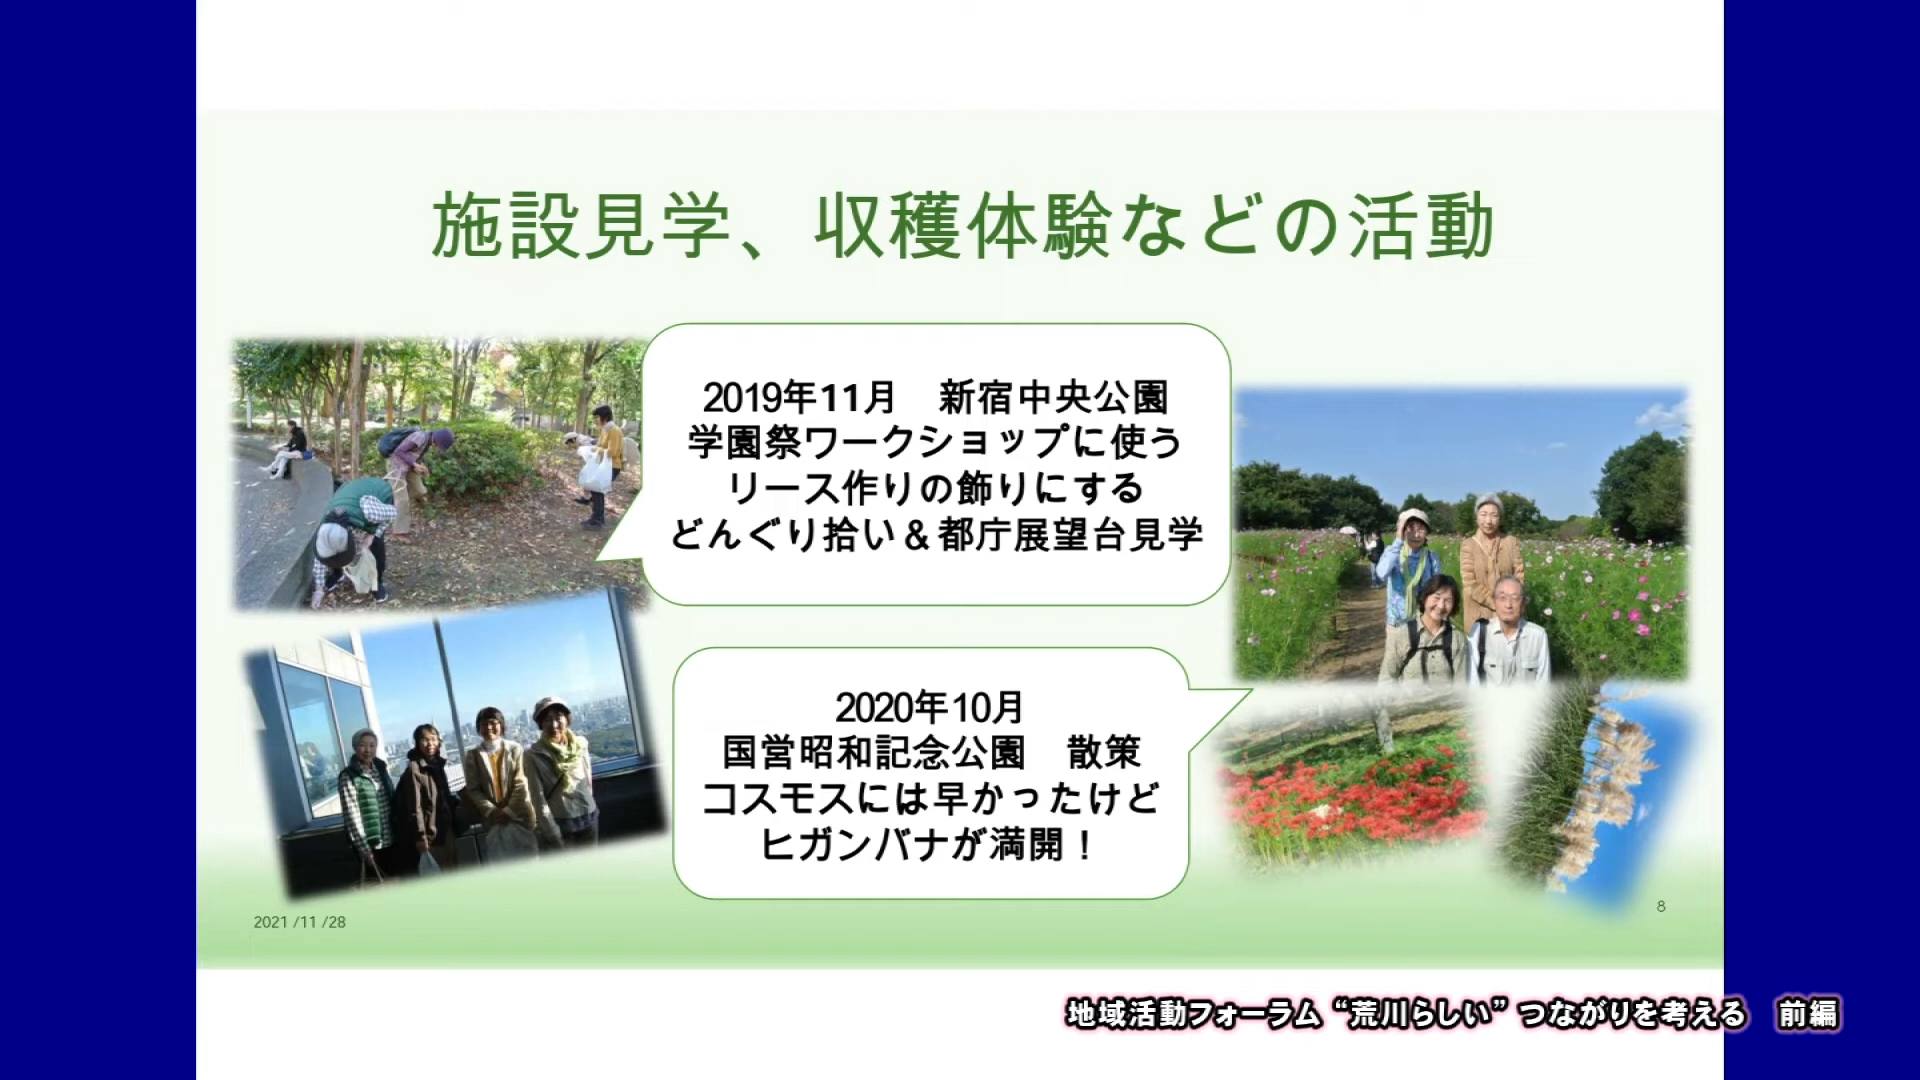 施設見学、収穫体験などの活動
2019年11月　新宿中央公園
学園祭ワークショップに使う
リース作りの飾りにする
どんぐり拾い＆都庁展望台見学
2020年10月
国営昭和記念公園　散策
コスモスには早かったけど
ヒガンバナが満開！
2021 /11 /28
8
地域活動フォーラム “荒川らしい” つながりを考える　前編